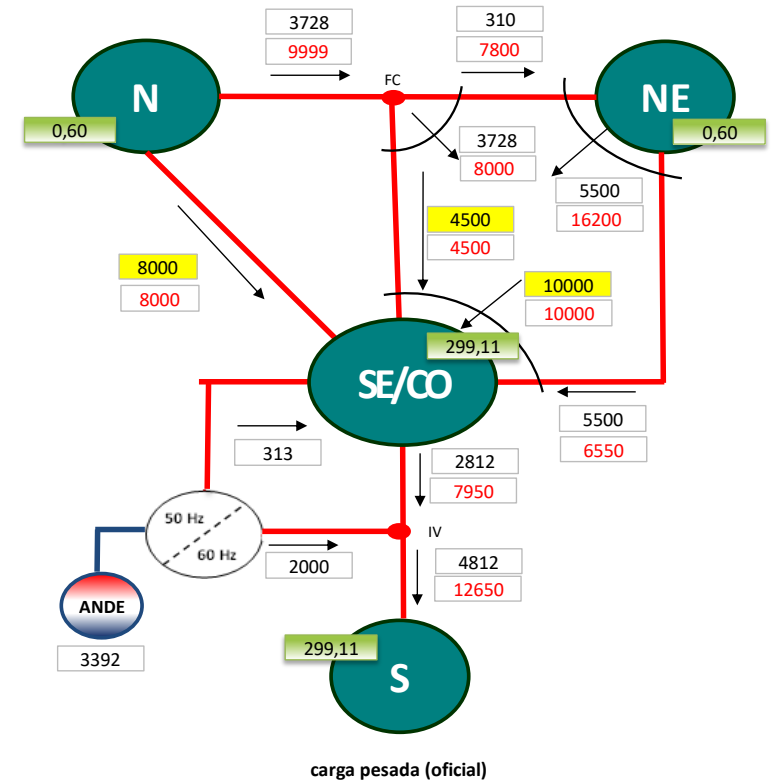 3728
9999
310
7800
FC
N
NE
0,60
0,60
3728
8000
5500
16200
4500
4500
8000
8000
10000
10000
299,11
SE/CO
313
5500
6550
2812
7950
50 Hz
60 Hz
IV
2000
4812
12650
ANDE
3392
299,11
S
carga pesada (oficial)